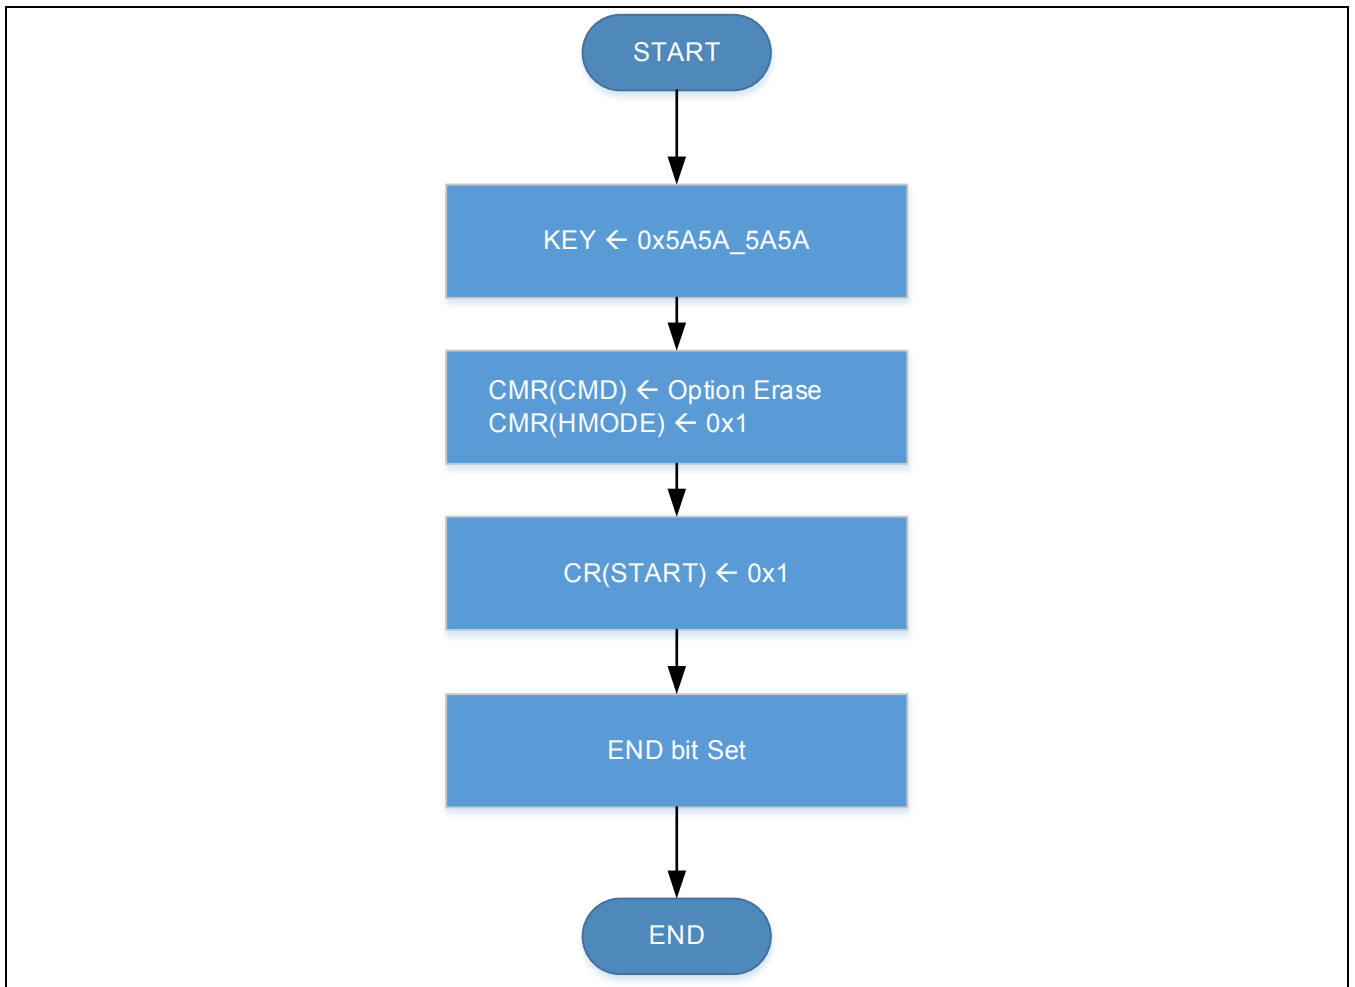 START
KEY ← 0x5A5A_5A5A
CMR(CMD) ← Option Erase
CMR(HMODE) ← 0x1
CR(START) ← 0x1
END bit Set
END